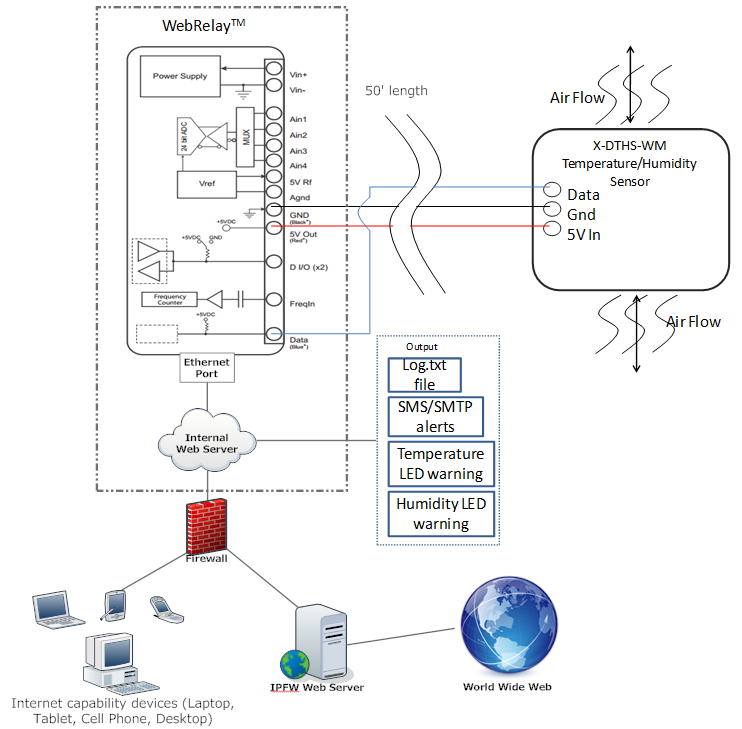 WebRelay™
Power Supply
Vin+
Vin-
24 bit ADC
MUX
Ain1
Ain2
Ain3
Ain4
Vref
5V Rf
Agnd
+5VDC
GND
(Black*)
5V Out
(Red*)
+5VDC
GND
D I/O (x2)
Frequency
Counter
FreqIn
+5VDC
Data
(Blue*)
Ethernet
Port
Internal
Web Server
50' length
Air Flow
X-DTHS-WM
Temperature/Humidity
Sensor
Data
Gnd
5V In
Air Flow
Output
Log.txt
file
SMS/SMTP
alerts
Temperature
LED warning
Humidity LED
warning
Firewall
Internet capability devices (Laptop,
Tablet, Cell Phone, Desktop)
IPFW Web Server
World Wide Web